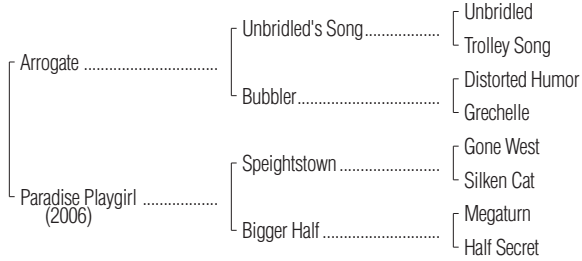 Unbridled
Unbridled's Song..................
Trolley Song
Arrogate ................................
Distorted Humor
Bubbler..................................
Grechelle
Gone West
Speightstown ........................
Silken Cat
Paradise Playgirl ..................
(2006)
Megaturn
Bigger Half ............................
Half Secret